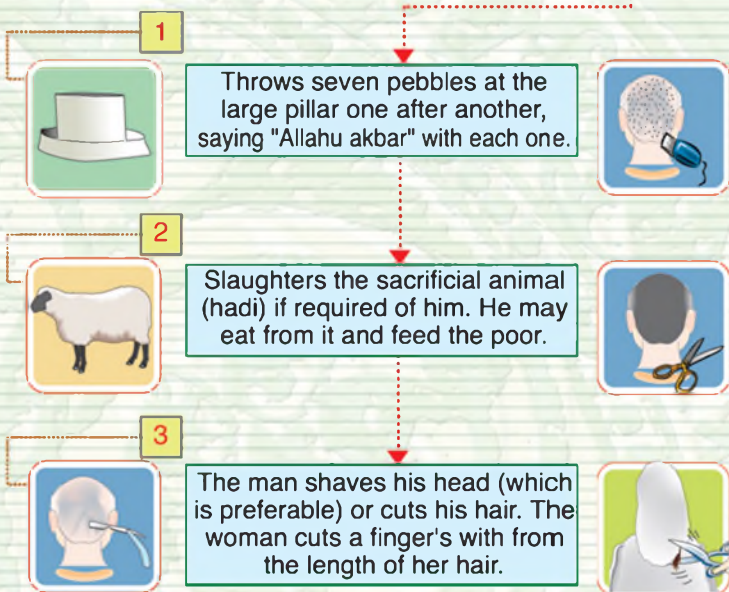 1
Throws seven pebbles at the
large pillar one after another,
saying "Allahu akbar" with each one.
2
Slaughters the sacrificial animal
(hadi) if required of him. He may
eat from it and feed the poor.
3
The man shaves his head (which
is preferable) or cuts his hair. The
woman cuts a finger's with from
the length of her hair.